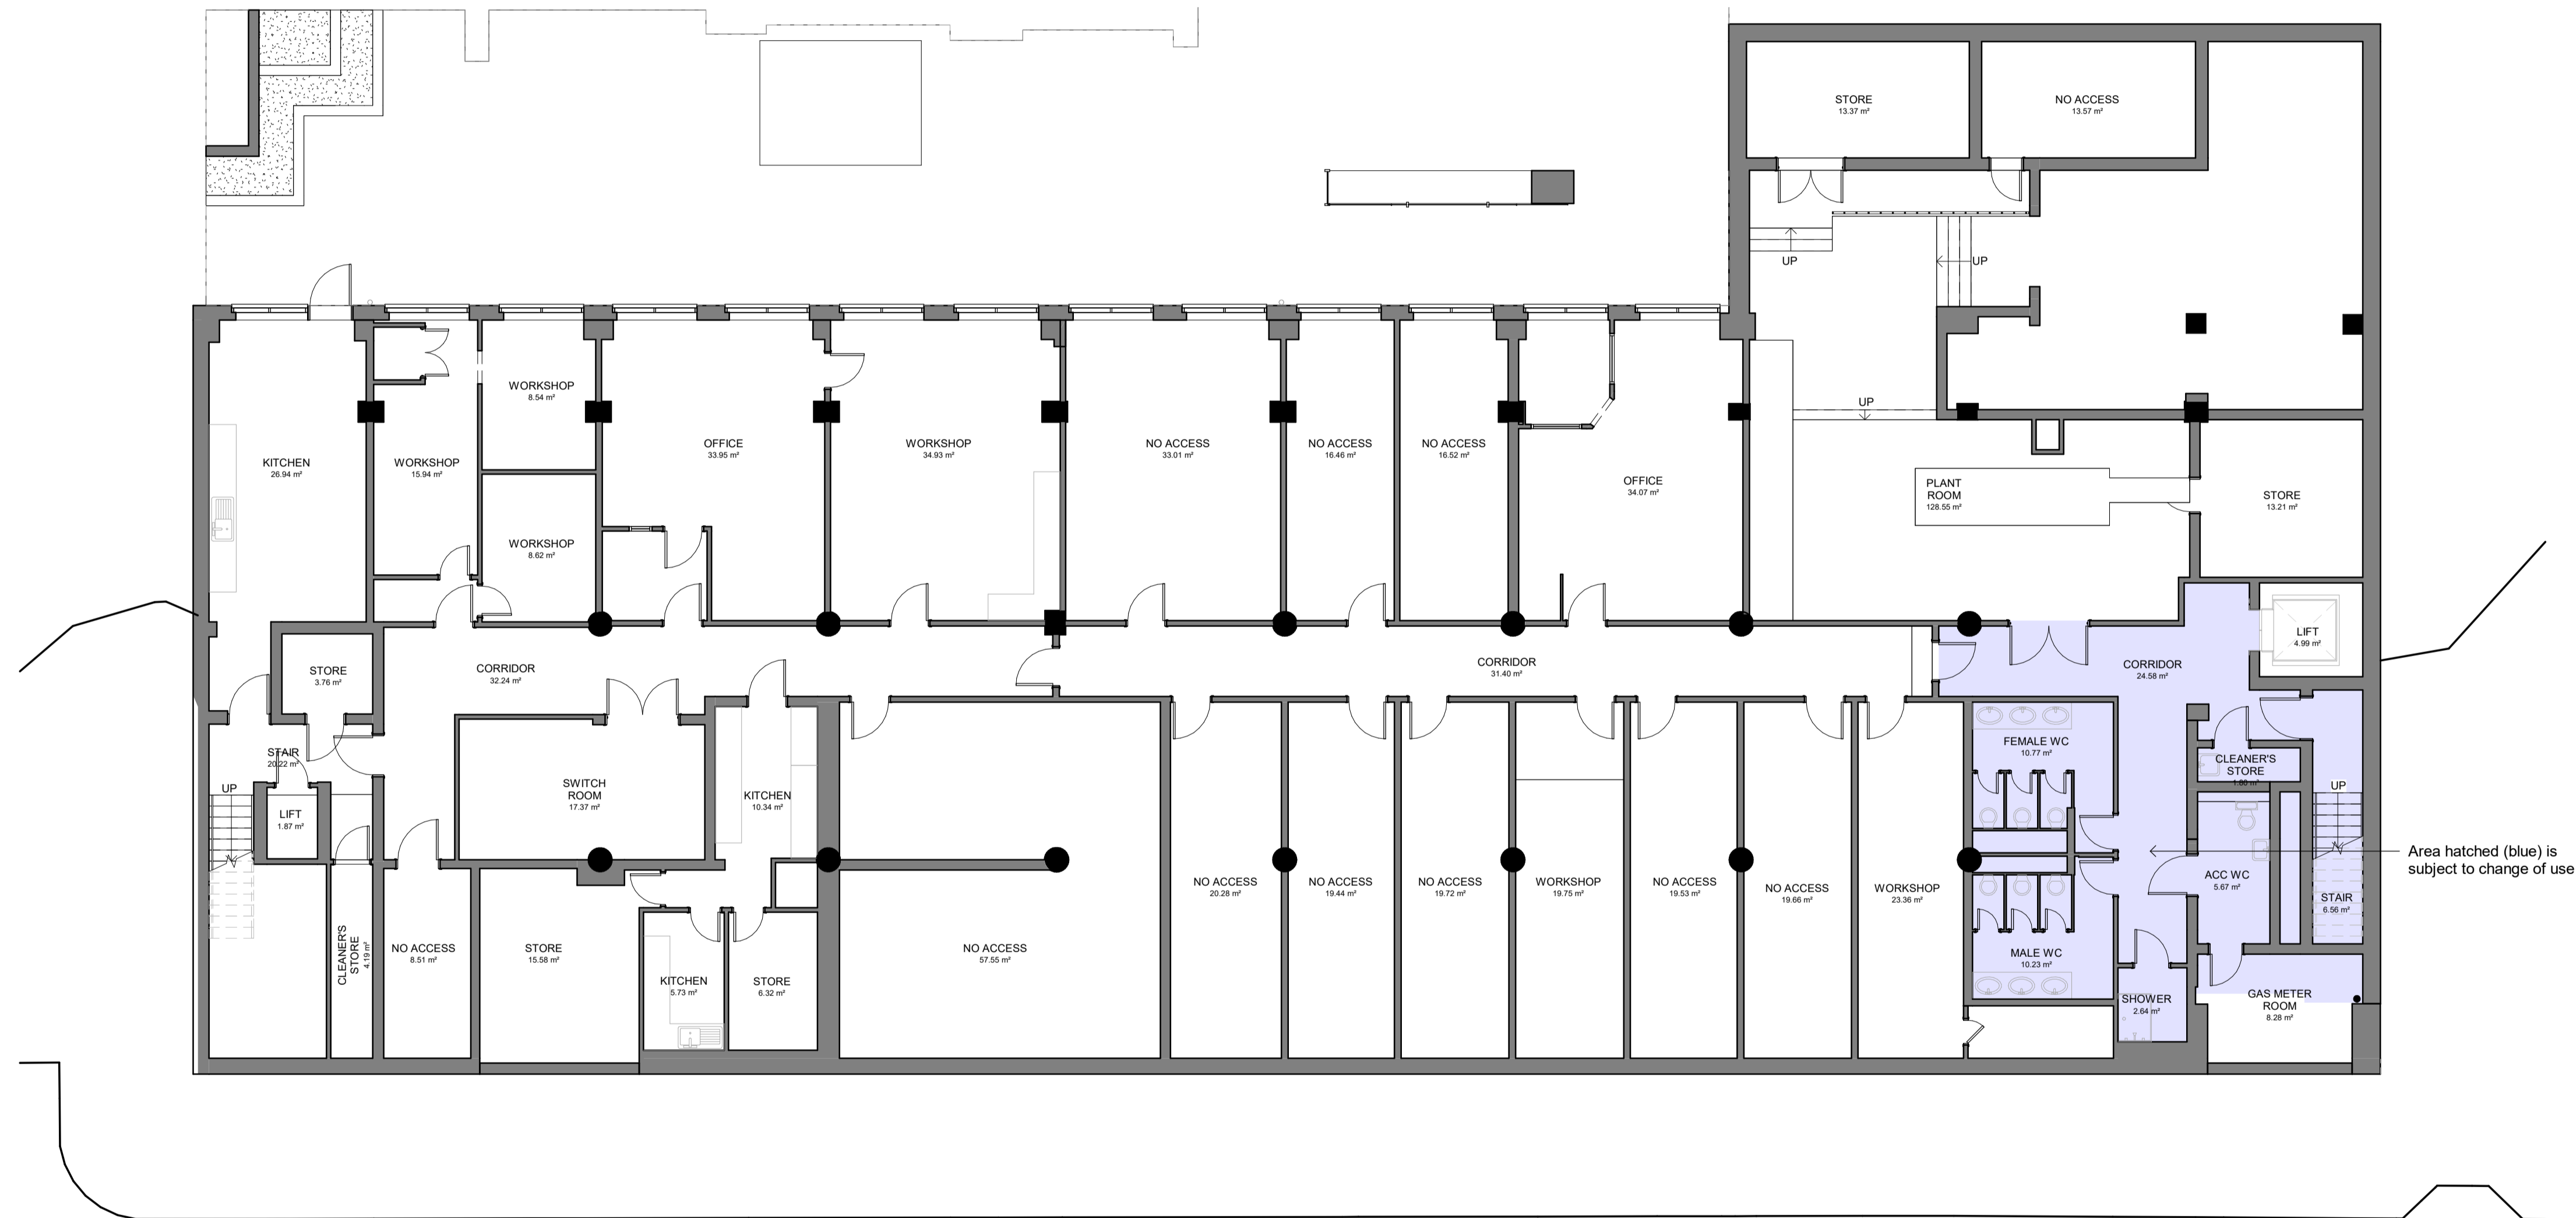 STORE
13.37 m²
NO ACCESS
13.57 m²
UP
UP
WORKSHOP
8.54 m²
UP
KITCHEN
26.94 m²
WORKSHOP
15.94 m²
OFFICE
33.95 m²
WORKSHOP
34.93 m²
NO ACCESS
33.01 m²
NO ACCESS
16.46 m²
NO ACCESS
16.52 m²
OFFICE
34.07 m²
PLANT
ROOM
128.55 m²
STORE
13.21 m²
WORKSHOP
8.62 m²
STORE
3.76 m²
CORRIDOR
32.24 m²
CORRIDOR
31.40 m²
CORRIDOR
24.58 m²
LIFT
4.99 m²
STAIR
20.22 m²
UP
LIFT
1.87 m²
SWITCH
ROOM
17.37 m²
KITCHEN
10.34 m²
FEMALE WC
10.77 m²
CLEANER'S
STORE
1.80 m²
UP
Area hatched (blue) is
subject to change of use
NO ACCESS
20.28 m²
NO ACCESS
19.44 m²
NO ACCESS
19.72 m²
WORKSHOP
19.75 m²
NO ACCESS
19.53 m²
NO ACCESS
19.66 m²
WORKSHOP
23.36 m²
ACC WC
5.67 m²
STAIR
6.56 m²
CLEANER'S
STORE
4.19 m²
NO ACCESS
8.51 m²
STORE
15.58 m²
KITCHEN
5.73 m²
STORE
6.32 m²
NO ACCESS
57.55 m²
MALE WC
10.23 m²
SHOWER
2.64 m²
GAS METER
ROOM
8.28 m²